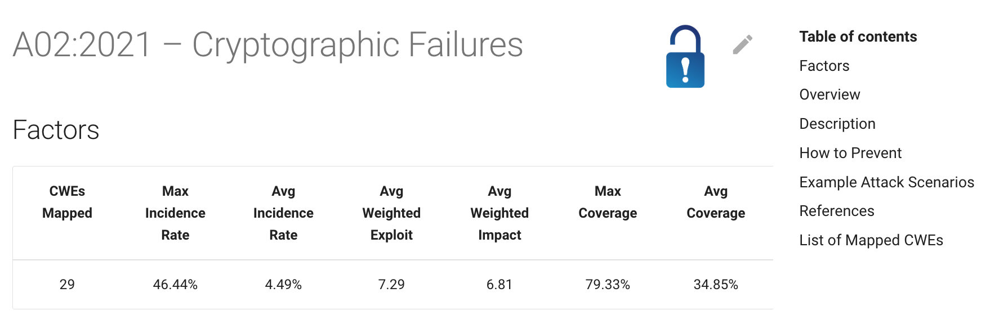 A02:2021 – Cryptographic Failures
Factors
CWEs Mapped
Max Incidence Rate
Avg Incidence Rate
Avg Weighted Exploit
Avg Weighted Impact
Max Coverage
Avg Coverage
29
46.44%
4.49%
7.29
6.81
79.33%
34.85%
Table of contents
Factors
Overview
Description
How to Prevent
Example Attack Scenarios
References
List of Mapped CWEs